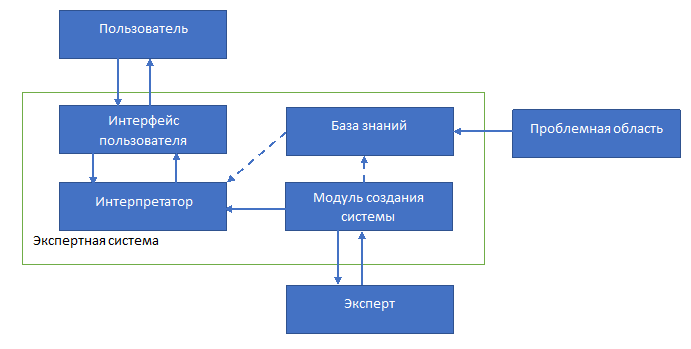 Пользователь
Интерфейс
пользователя
База знаний
Проблемная область
Интерпретатор
Модуль создания
системы
Экспертная система
Эксперт